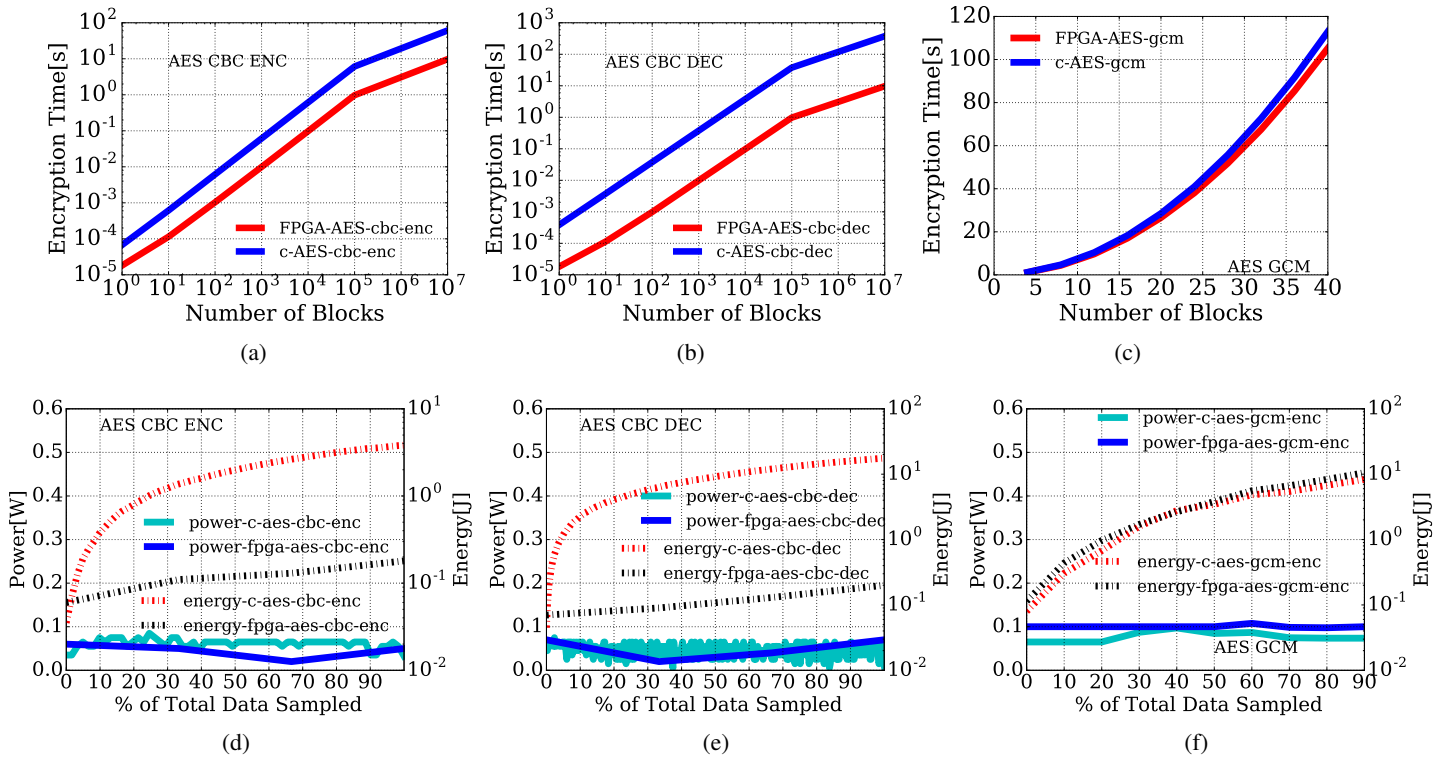 Encryption Time[s]
10^2
10^1
10^0
10^-1
10^-2
10^-3
10^-4
10^-5
AES CBC ENC
FPGA-AES-cbc-enc
c-AES-cbc-enc
10^0 10^1 10^2 10^3 10^4 10^5 10^6 10^7
Number of Blocks
(a)
Encryption Time[s]
10^3
10^2
10^1
10^0
10^-1
10^-2
10^-3
10^-4
10^-5
AES CBC DEC
FPGA-AES-cbc-dec
c-AES-cbc-dec
10^0 10^1 10^2 10^3 10^4 10^5 10^6 10^7
Number of Blocks
(b)
Encryption Time[s]
120
100
80
60
40
20
0
FPGA-AES-gcm
c-AES-gcm
AES GCM
0 5 10 15 20 25 30 35 40
Number of Blocks
(c)
Power[W]
0.6
0.5
0.4
0.3
0.2
0.1
0.0
AES CBC ENC
power-c-aes-cbc-enc
power-fpga-aes-cbc-enc
energy-c-aes-cbc-enc
energy-fpga-aes-cbc-enc
10^1
10^0
10^-1
10^-2
Energy[J]
0 10 20 30 40 50 60 70 80 90
% of Total Data Sampled
(d)
Power[W]
0.6
0.5
0.4
0.3
0.2
0.1
0.0
AES CBC DEC
power-c-aes-cbc-dec
power-fpga-aes-cbc-dec
energy-c-aes-cbc-dec
energy-fpga-aes-cbc-dec
10^2
10^1
10^0
10^-1
10^-2
Energy[J]
0 10 20 30 40 50 60 70 80 90
% of Total Data Sampled
(e)
Power[W]
0.6
0.5
0.4
0.3
0.2
0.1
0.0
power-c-aes-gcm-enc
power-fpga-aes-gcm-enc
energy-c-aes-gcm-enc
energy-fpga-aes-gcm-enc
AES GCM
10^2
10^1
10^0
10^-1
10^-2
Energy[J]
0 10 20 30 40 50 60 70 80 90
% of Total Data Sampled
(f)